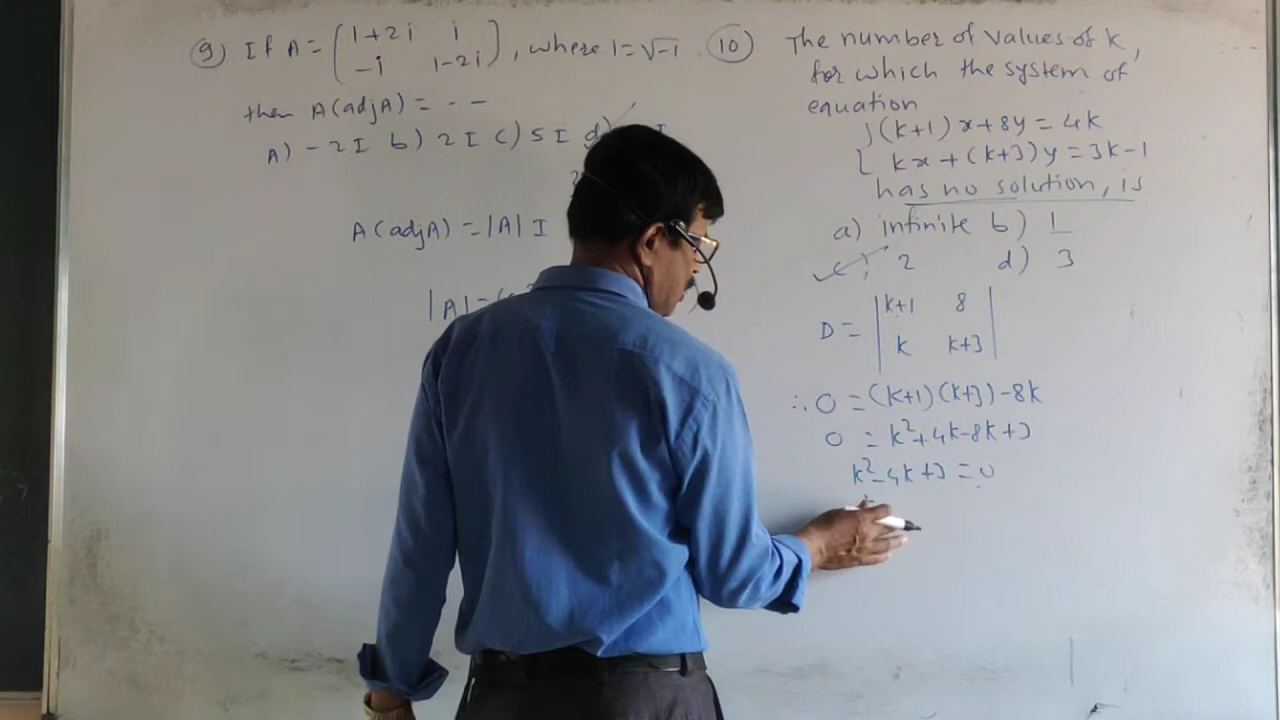 9) If A = (1+2i i
-i 1-2i), where i = √-1
then A(adjA) = - -
A) -2I b) 2I c) 5I d) I
A(adjA) = |A| I
|A| =
10) The number of values of k,
for which the system of
equation
(k+1)x+8y = 4k
kx+(k+3)y = 3k-1
has no solution, is
a) infinite b) 1
c) 2 d) 3
D = |k+1 8
k k+3|
∴ 0 = (k+1)(k+3)-8k
0 = k²+4k-8k+3
k²-4k+3 = 0